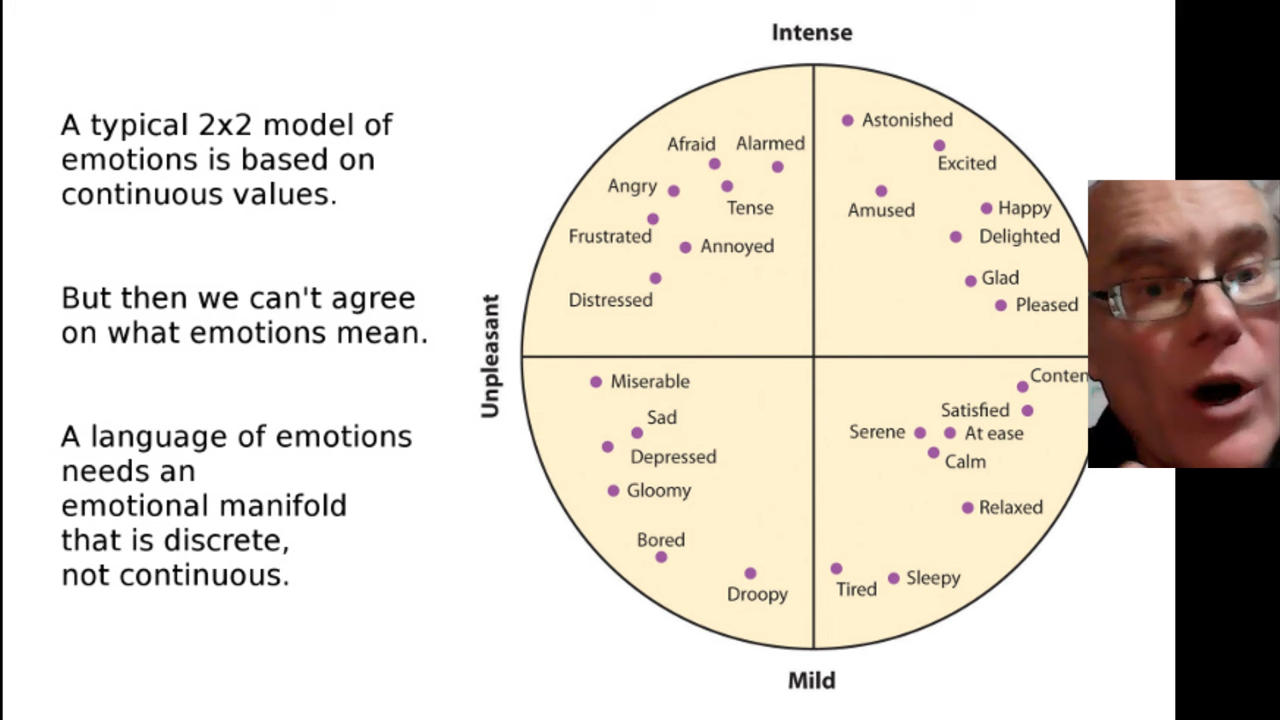 A typical 2x2 model of
emotions is based on
continuous values.
But then we can't agree
on what emotions mean.
A language of emotions
needs an
emotional manifold
that is discrete,
not continuous.
Intense
Unpleasant
Afraid
Alarmed
Angry
Tense
Frustrated
Annoyed
Distressed
Astonished
Excited
Amused
Happy
Delighted
Glad
Pleased
Miserable
Sad
Depressed
Gloomy
Bored
Droopy
Conten
Satisfied
Serene
At ease
Calm
Relaxed
Tired
Sleepy
Mild